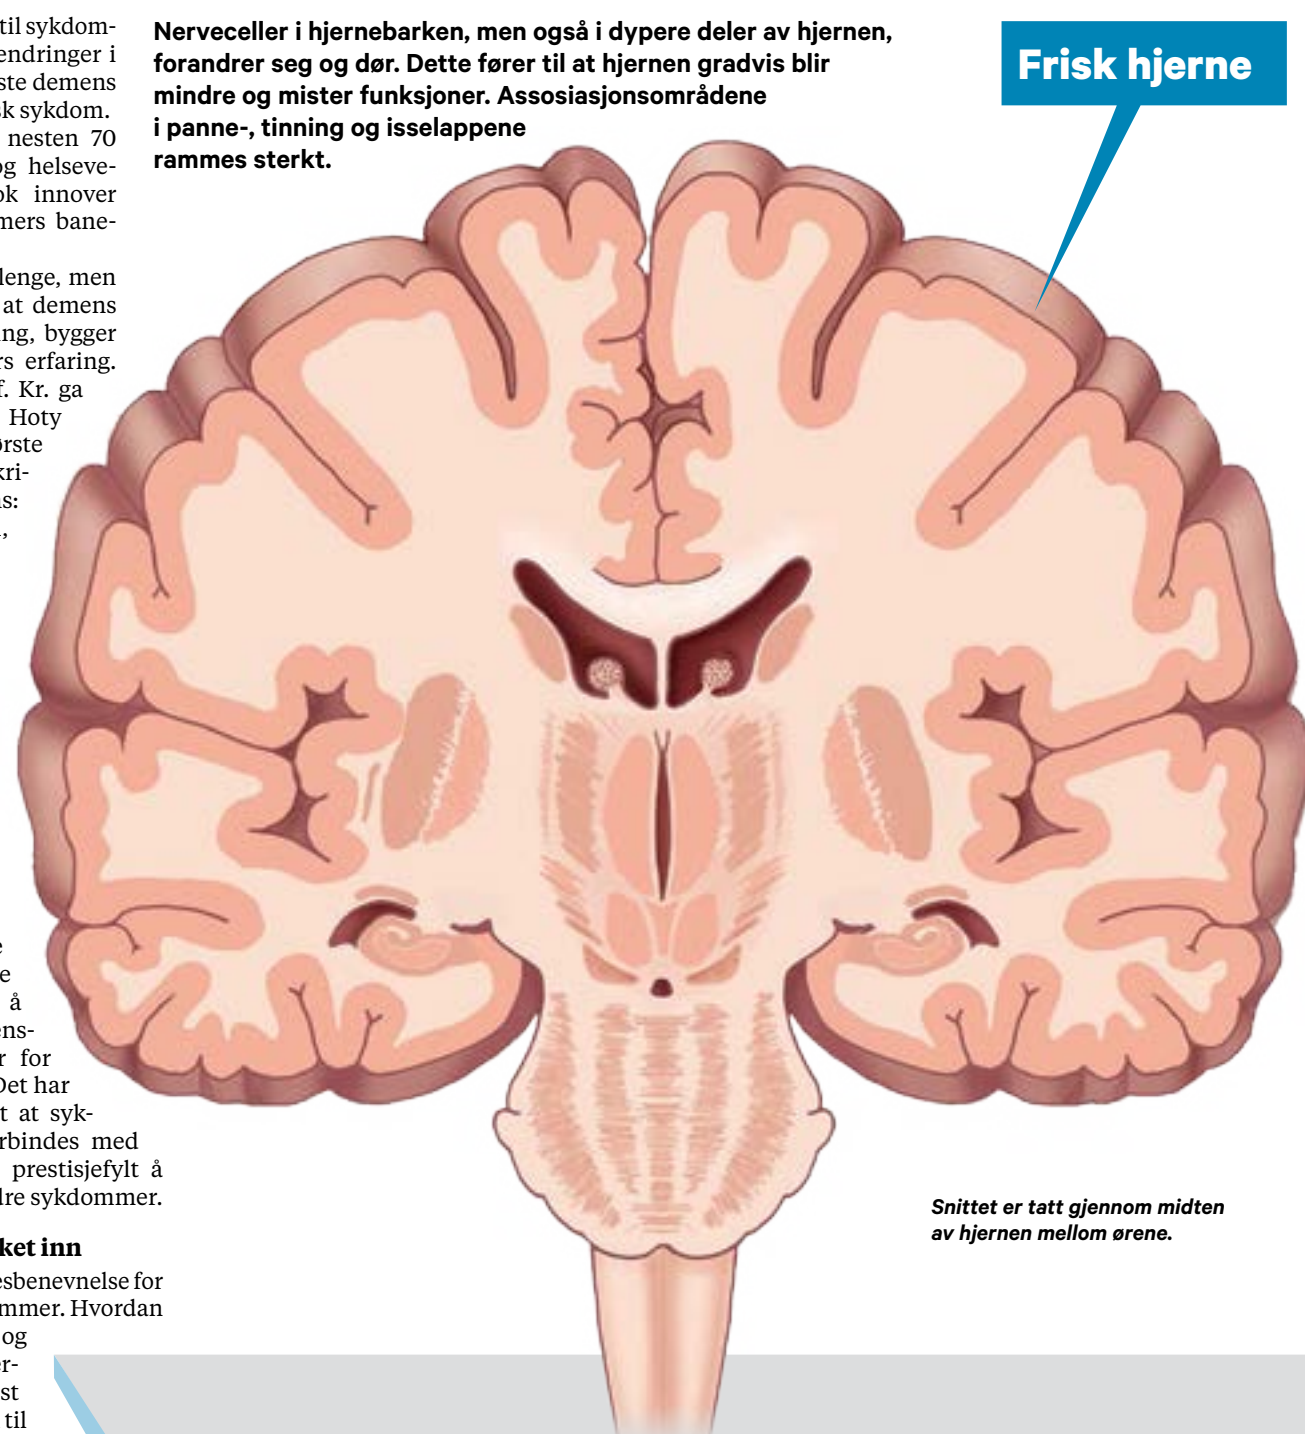 til sykdom-
endringer i
ste demens
sk sykdom.
nesten 70
og helseve-
ok innover
mers bane-
lenge, men
at demens
ng, bygger
rs erfaring.
f. Kr. ga
Hoty
ørste
kri-
s:
,
e
e
å
ens-
r for
Det har
t at syk-
rbindes med
prestisjefylt å
dre sykdommer.
ket inn
esbenevnelse for
mmer. Hvordan
og
er-
st
til
Nerveceller i hjernebarken, men også i dypere deler av hjernen,
forandrer seg og dør. Dette fører til at hjernen gradvis blir
mindre og mister funksjoner. Assosiasjonsområdene
i panne-, tinning og isselappene
rammes sterkt.
Frisk hjerne
Snittet er tatt gjennom midten
av hjernen mellom ørene.